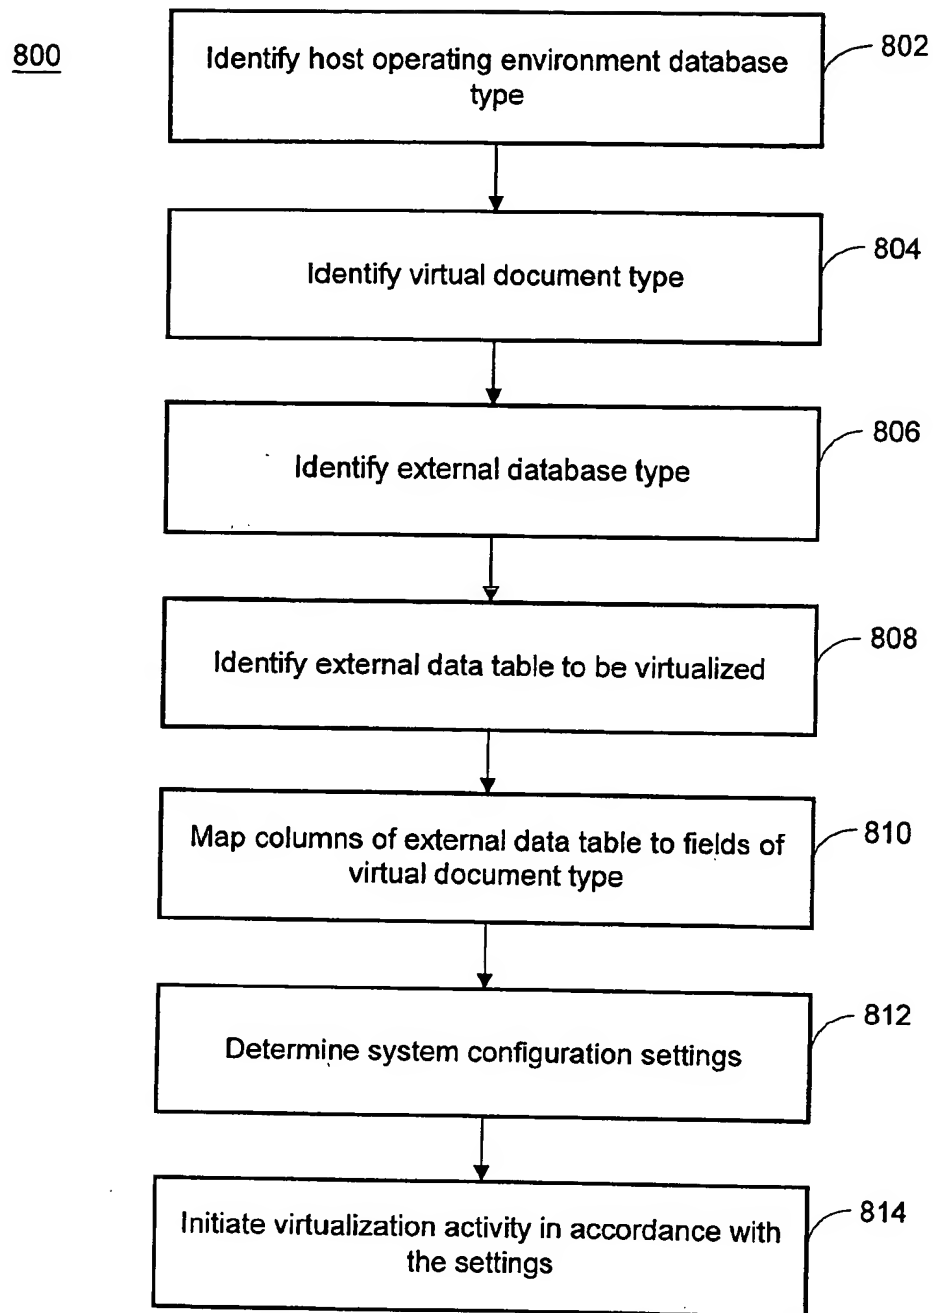 800
Identify host operating environment database
type
802
Identify virtual document type
804
Identify external database type
806
Identify external data table to be virtualized
808
Map columns of external data table to fields of
virtual document type
810
Determine system configuration settings
812
Initiate virtualization activity in accordance with
the settings
814